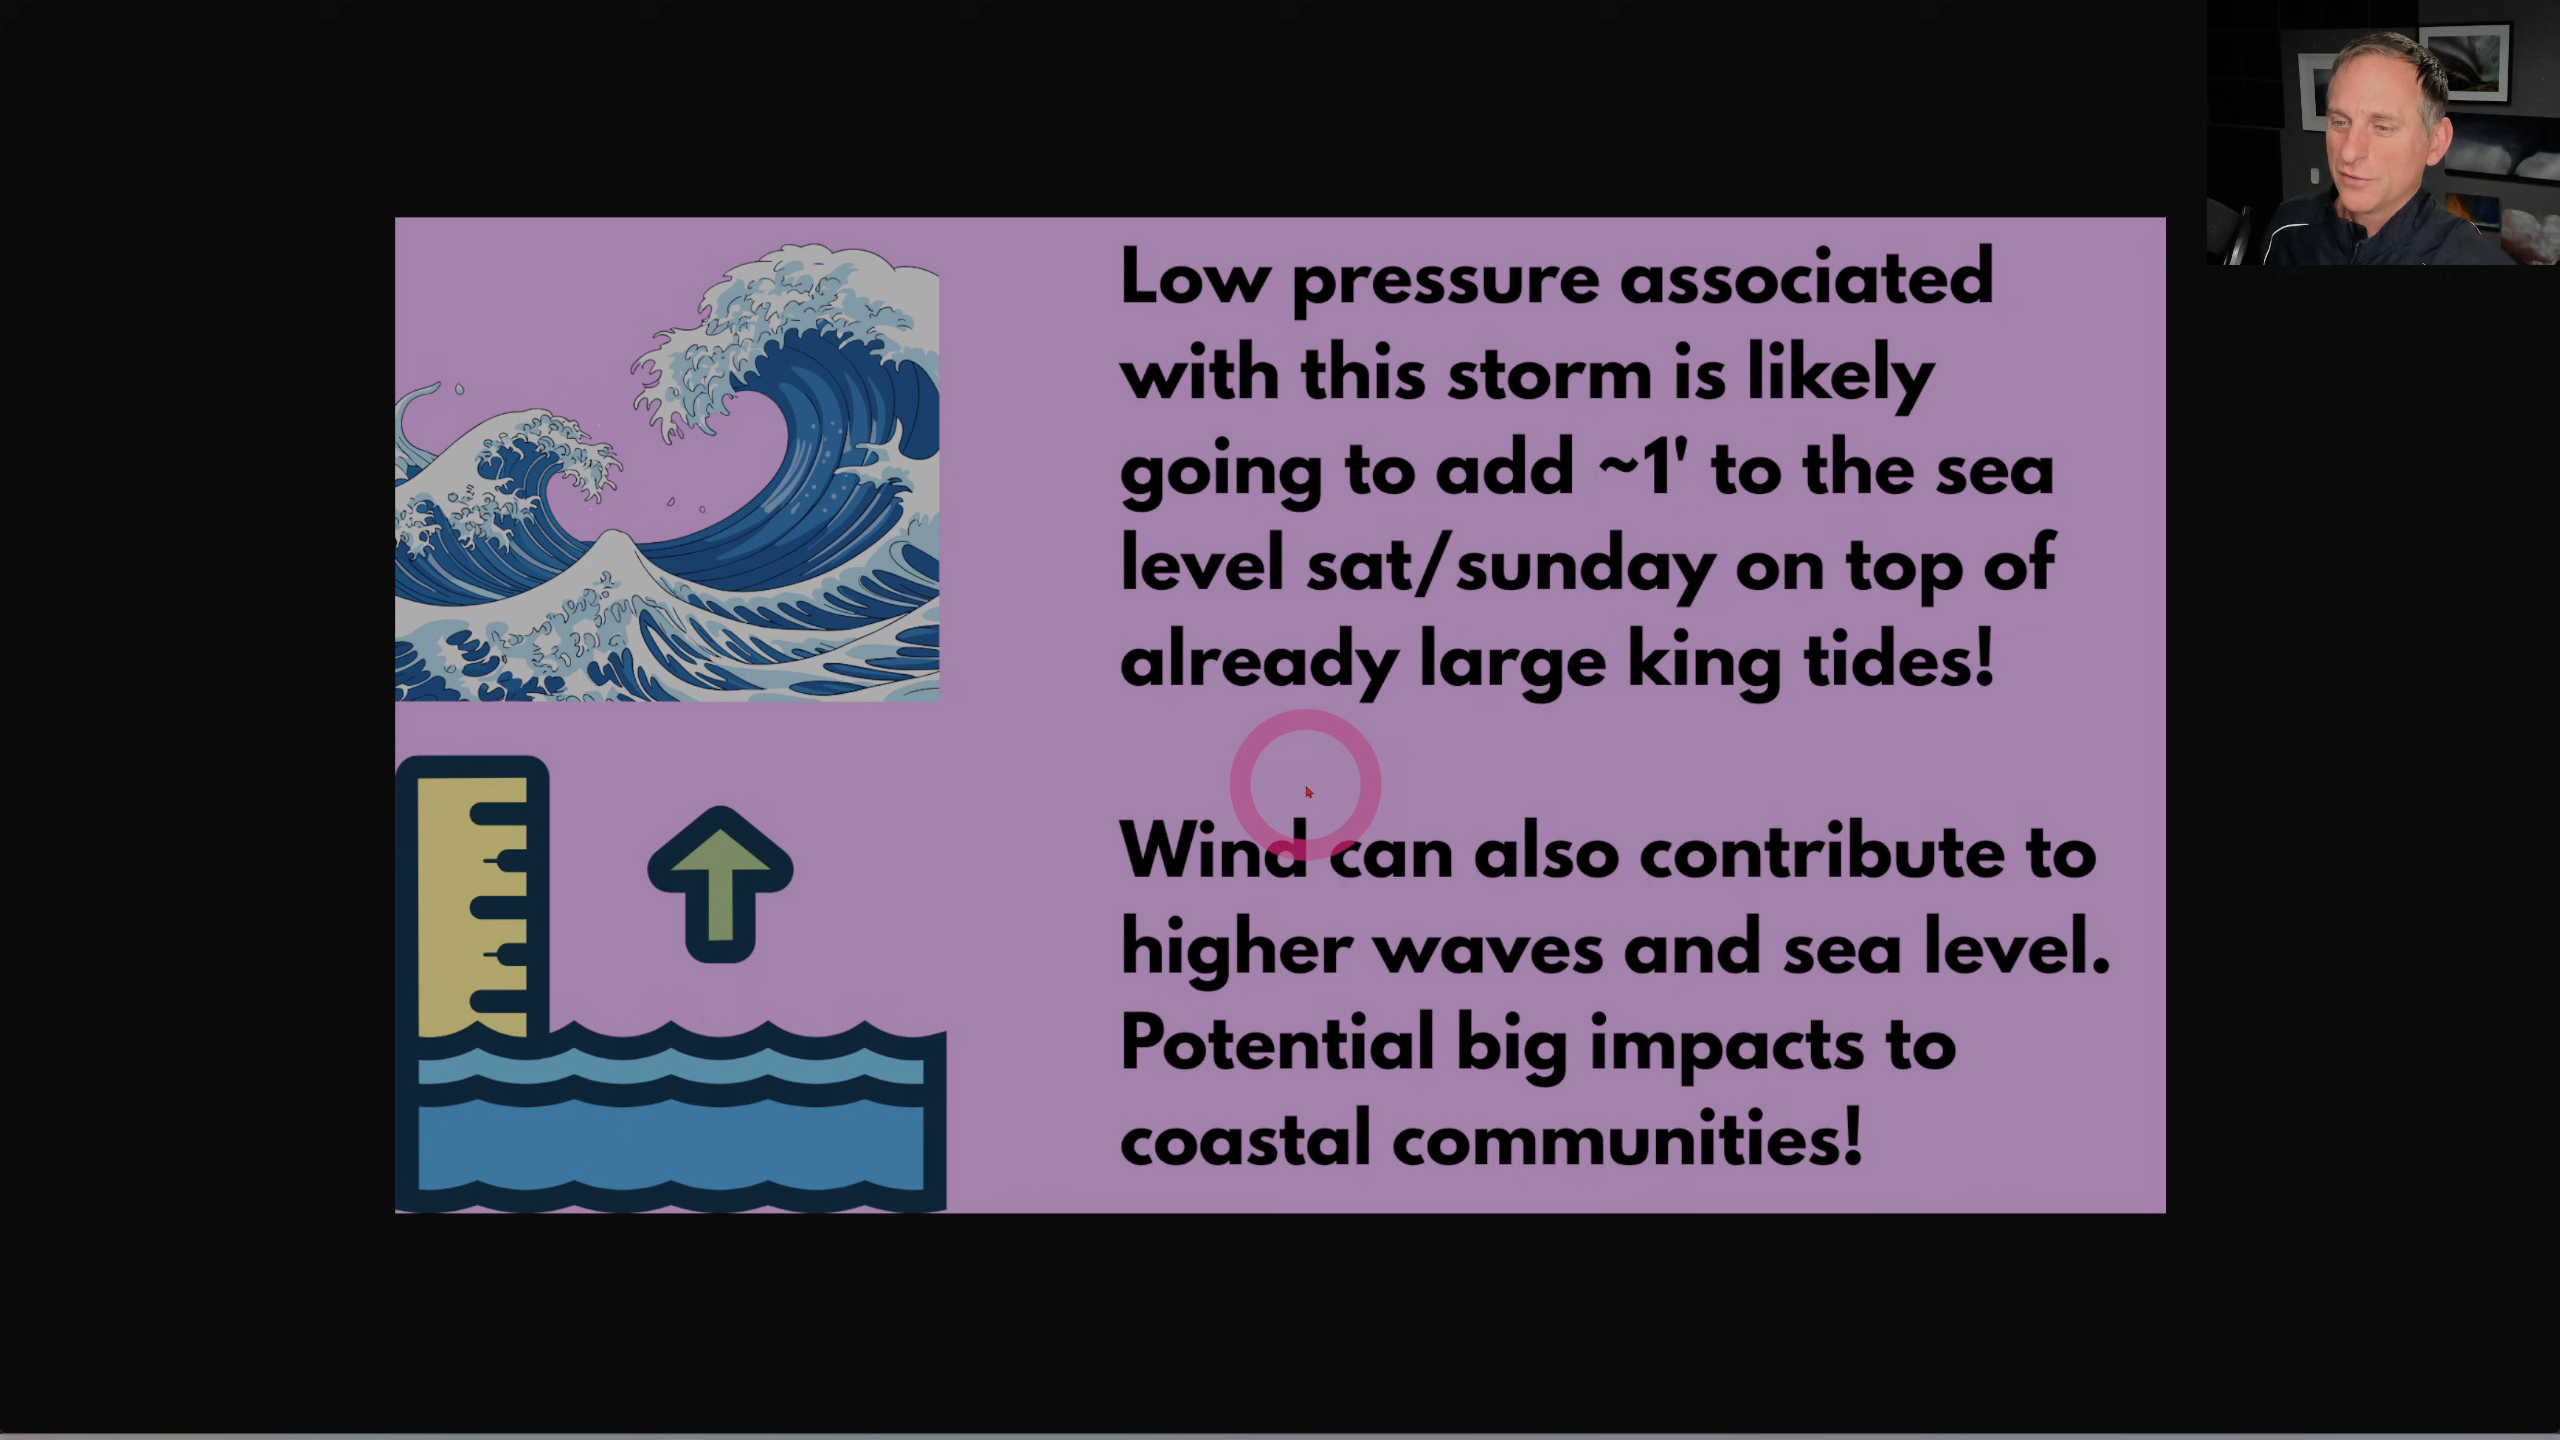 Low pressure associated
with this storm is likely
going to add ~1' to the sea
level sat/sunday on top of
already large king tides!
Wind can also contribute to
higher waves and sea level.
Potential big impacts to
coastal communities!